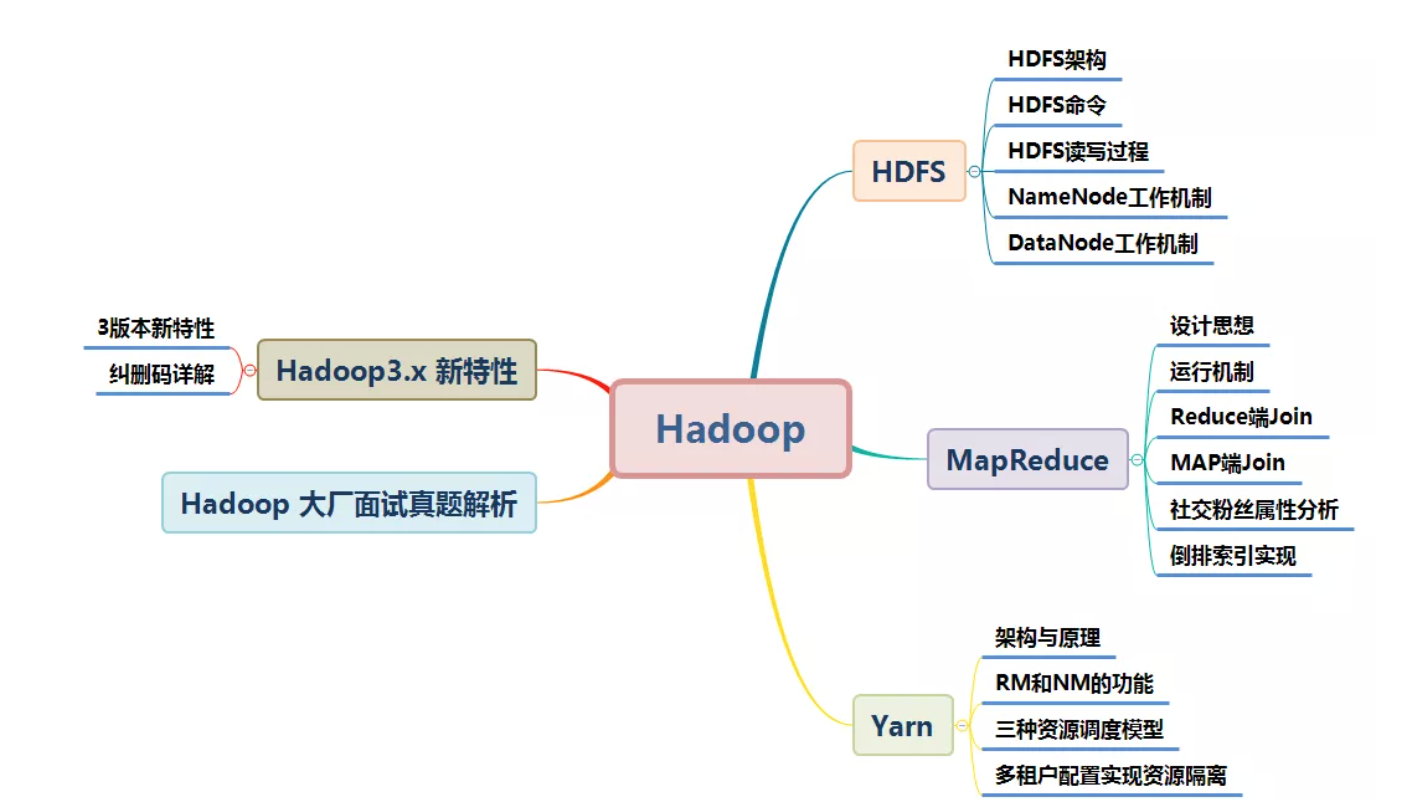 Hadoop
HDFS
HDFS架构
HDFS命令
HDFS读写过程
NameNode工作机制
DataNode工作机制
MapReduce
设计思想
运行机制
Reduce端Join
MAP端Join
社交粉丝属性分析
倒排索引实现
Yarn
架构与原理
RM和NM的功能
三种资源调度模型
多租户配置实现资源隔离
Hadoop3.x 新特性
3版本新特性
纠删码详解
Hadoop 大厂面试真题解析